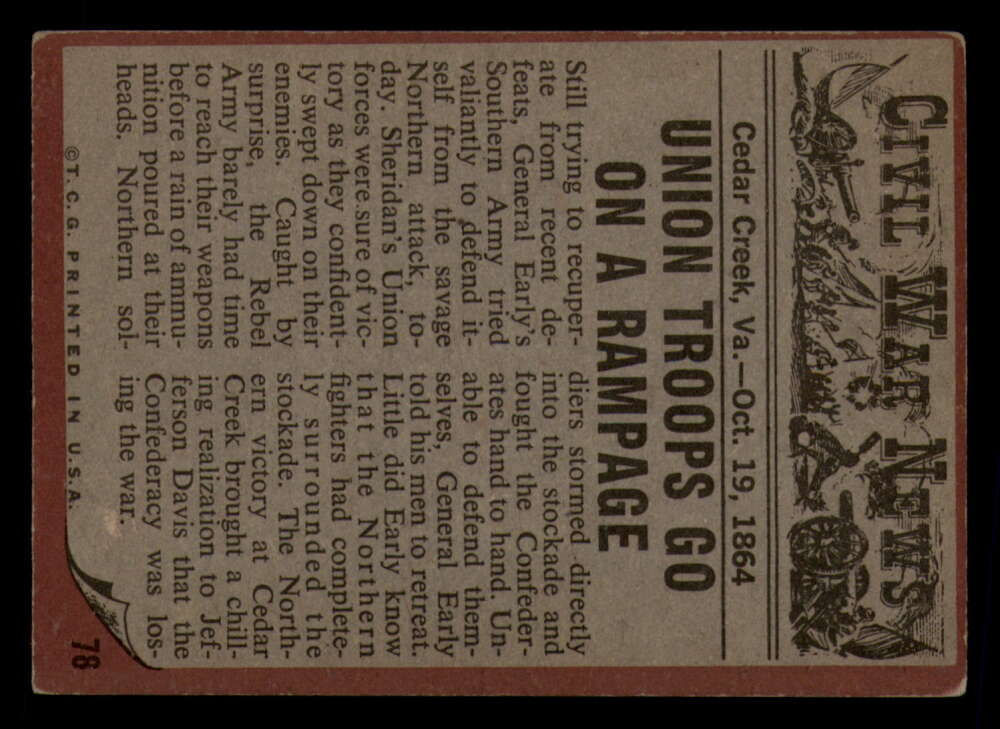 CIVIL WAR NEWS
Cedar Creek, Va.—Oct. 19, 1864
UNION TROOPS GO
ON A RAMPAGE
Still trying to recuper-
ate from recent de-
feats, General Early's
Southern Army tried
valiantly to defend it-
self from the savage
Northern attack, to-
day. Sheridan's Union
forces were sure of vic-
tory as they confident-
ly swept down on their
enemies. Caught by
surprise, the Rebel
Army barely had time
to reach their weapons
before a rain of ammu-
nition poured at their
heads. Northern sol-
diers stormed directly
into the stockade and
fought the Confeder-
ates hand to hand. Un-
able to defend them-
selves, General Early
told his men to retreat.
Little did Early know
that the Northern
fighters had complete-
ly surrounded the
stockade. The North-
ern victory at Cedar
Creek brought a chill-
ing realization to Jef-
ferson Davis that the
Confederacy was los-
ing the war.
©T. C. G. PRINTED IN U.S.A.
78